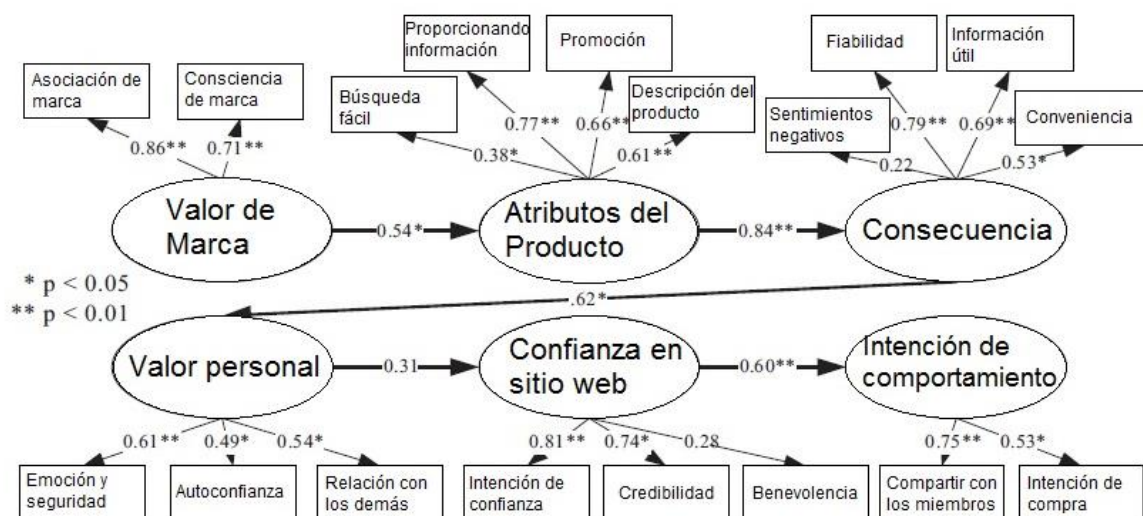 Proporcionando
información
Promoción
Fiabilidad
Información
útil
Asociación de
marca
Consciencia
de marca
Búsqueda
fácil
Descripción del
producto
Sentimientos
negativos
Conveniencia
0.86**
0.71**
0.38*
0.77**
0.66**
0.61**
0.22
0.79**
0.69**
0.53*
Valor de
Marca
0.54*
Atributos del
Producto
0.84**
Consecuencia
* p < 0.05
** p < 0.01
.62*
Valor personal
0.31
Confianza en
sitio web
0.60**
Intención de
comportamiento
0.61**
0.49*
0.54*
0.81**
0.74*
0.28
0.75**
0.53*
Emoción y
seguridad
Autoconfianza
Relación con
los demás
Intención de
confianza
Credibilidad
Benevolencia
Compartir con
los miembros
Intención de
compra